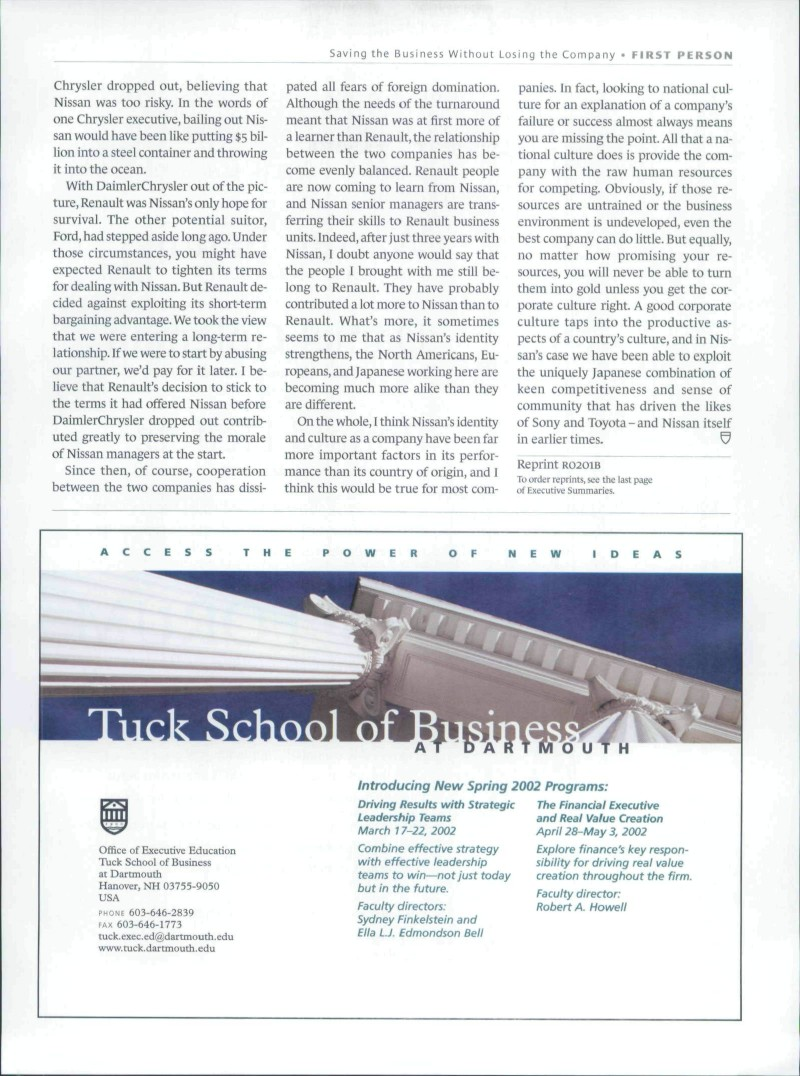 Saving the Business Without Losing the Company • FIRST PERSON
Chrysler dropped out, believing that
Nissan was too risky. In the words of
one Chrysler executive, bailing out Nis-
san would have been like putting $5 bil-
lion into a steel container and throwing
it into the ocean.
With DaimlerChrysler out of the pic-
ture, Renault was Nissan's only hope for
survival. The other potential suitor,
Ford, had stepped aside long ago. Under
those circumstances, you might have
expected Renault to tighten its terms
for dealing with Nissan. But Renault de-
cided against exploiting its short-term
bargaining advantage. We took the view
that we were entering a long-term re-
lationship. If we were to start by abusing
our partner, we'd pay for it later. I be-
lieve that Renault's decision to stick to
the terms it had offered Nissan before
DaimlerChrysler dropped out contrib-
uted greatly to preserving the morale
of Nissan managers at the start.
Since then, of course, cooperation
between the two companies has dissi-
pated all fears of foreign domination.
Although the needs of the turnaround
meant that Nissan was at first more of
a learner than Renault, the relationship
between the two companies has be-
come evenly balanced. Renault people
are now coming to learn from Nissan,
and Nissan senior managers are trans-
ferring their skills to Renault business
units. Indeed, after just three years with
Nissan, I doubt anyone would say that
the people I brought with me still be-
long to Renault. They have probably
contributed a lot more to Nissan than to
Renault. What's more, it sometimes
seems to me that as Nissan's identity
strengthens, the North Americans, Eu-
ropeans, and Japanese working here are
becoming much more alike than they
are different.
On the whole, I think Nissan's identity
and culture as a company have been far
more important factors in its perfor-
mance than its country of origin, and I
think this would be true for most com-
panies. In fact, looking to national cul-
ture for an explanation of a company's
failure or success almost always means
you are missing the point. All that a na-
tional culture does is provide the com-
pany with the raw human resources
for competing. Obviously, if those re-
sources are untrained or the business
environment is undeveloped, even the
best company can do little. But equally,
no matter how promising your re-
sources, you will never be able to turn
them into gold unless you get the cor-
porate culture right. A good corporate
culture taps into the productive as-
pects of a country's culture, and in Nis-
san's case we have been able to exploit
the uniquely Japanese combination of
keen competitiveness and sense of
community that has driven the likes
of Sony and Toyota – and Nissan itself
in earlier times.
Reprint R0201B
To order reprints, see the last page
of Executive Summaries.
ACCESS THE POWER OF NEW IDEAS
Tuck School of Business
AT DARTMOUTH
Office of Executive Education
Tuck School of Business
at Dartmouth
Hanover, NH 03755-9050
USA
PHONE 603-646-2839
FAX 603-646-1773
tuck.exec.ed@dartmouth.edu
www.tuck.dartmouth.edu
Introducing New Spring 2002 Programs:
Driving Results with Strategic
Leadership Teams
March 17–22, 2002
Combine effective strategy
with effective leadership
teams to win—not just today
but in the future.
Faculty directors:
Sydney Finkelstein and
Ella L.J. Edmondson Bell
The Financial Executive
and Real Value Creation
April 28–May 3, 2002
Explore finance's key respon-
sibility for driving real value
creation throughout the firm.
Faculty director:
Robert A. Howell